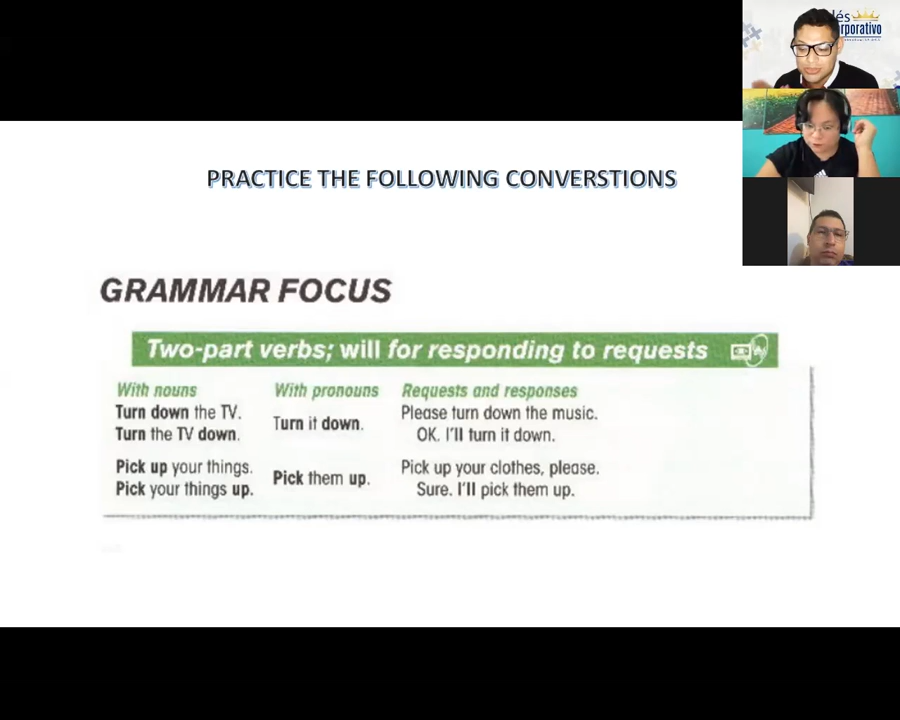 PRACTICE THE FOLLOWING CONVERSTIONS
GRAMMAR FOCUS
Two-part verbs; will for responding to requests
With nouns
Turn down the TV.
Turn the TV down.
Pick up your things.
Pick your things up.
With pronouns
Turn it down.
Pick them up.
Requests and responses
Please turn down the music.
OK. I'll turn it down.
Pick up your clothes, please.
Sure. I'll pick them up.